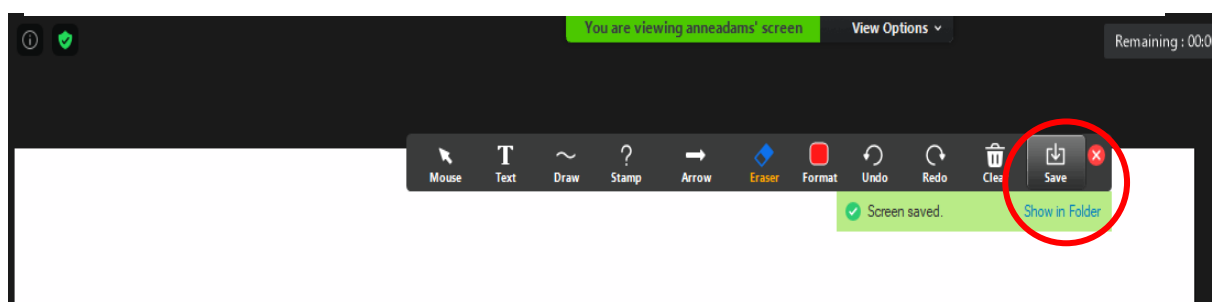 You are viewing anneadams' screen View Options
Remaining : 00:0
Mouse Text Draw Stamp Arrow Eraser Format Undo Redo Clea Save
Screen saved. Show in Folder